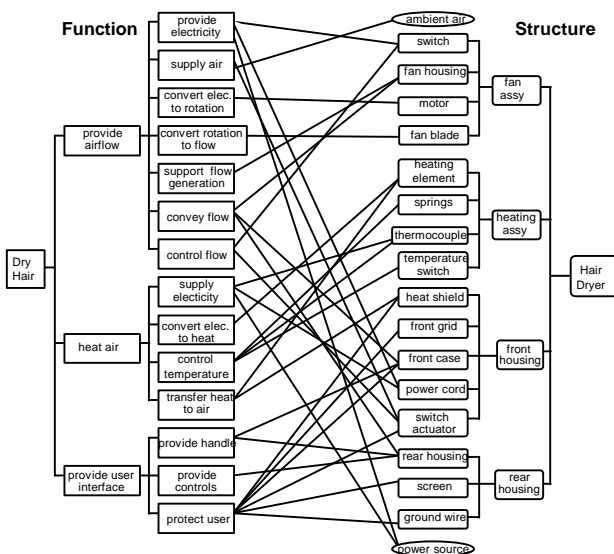 Function
Structure
provide
electricity
supply air
convert elec.
to rotation
convert rotation
to flow
support flow
generation
convey flow
control flow
supply
electicity
convert elec.
to heat
control
temperature
transfer heat
to air
provide handle
provide
controls
protect user
provide
airflow
heat air
provide user
interface
Dry
Hair
ambient air
switch
fan housing
motor
fan blade
heating
element
springs
thermocouple
temperature
switch
heat shield
front grid
front case
power cord
switch
actuator
rear housing
screen
ground wire
power source
fan
assy
heating
assy
front
housing
rear
housing
Hair
Dryer